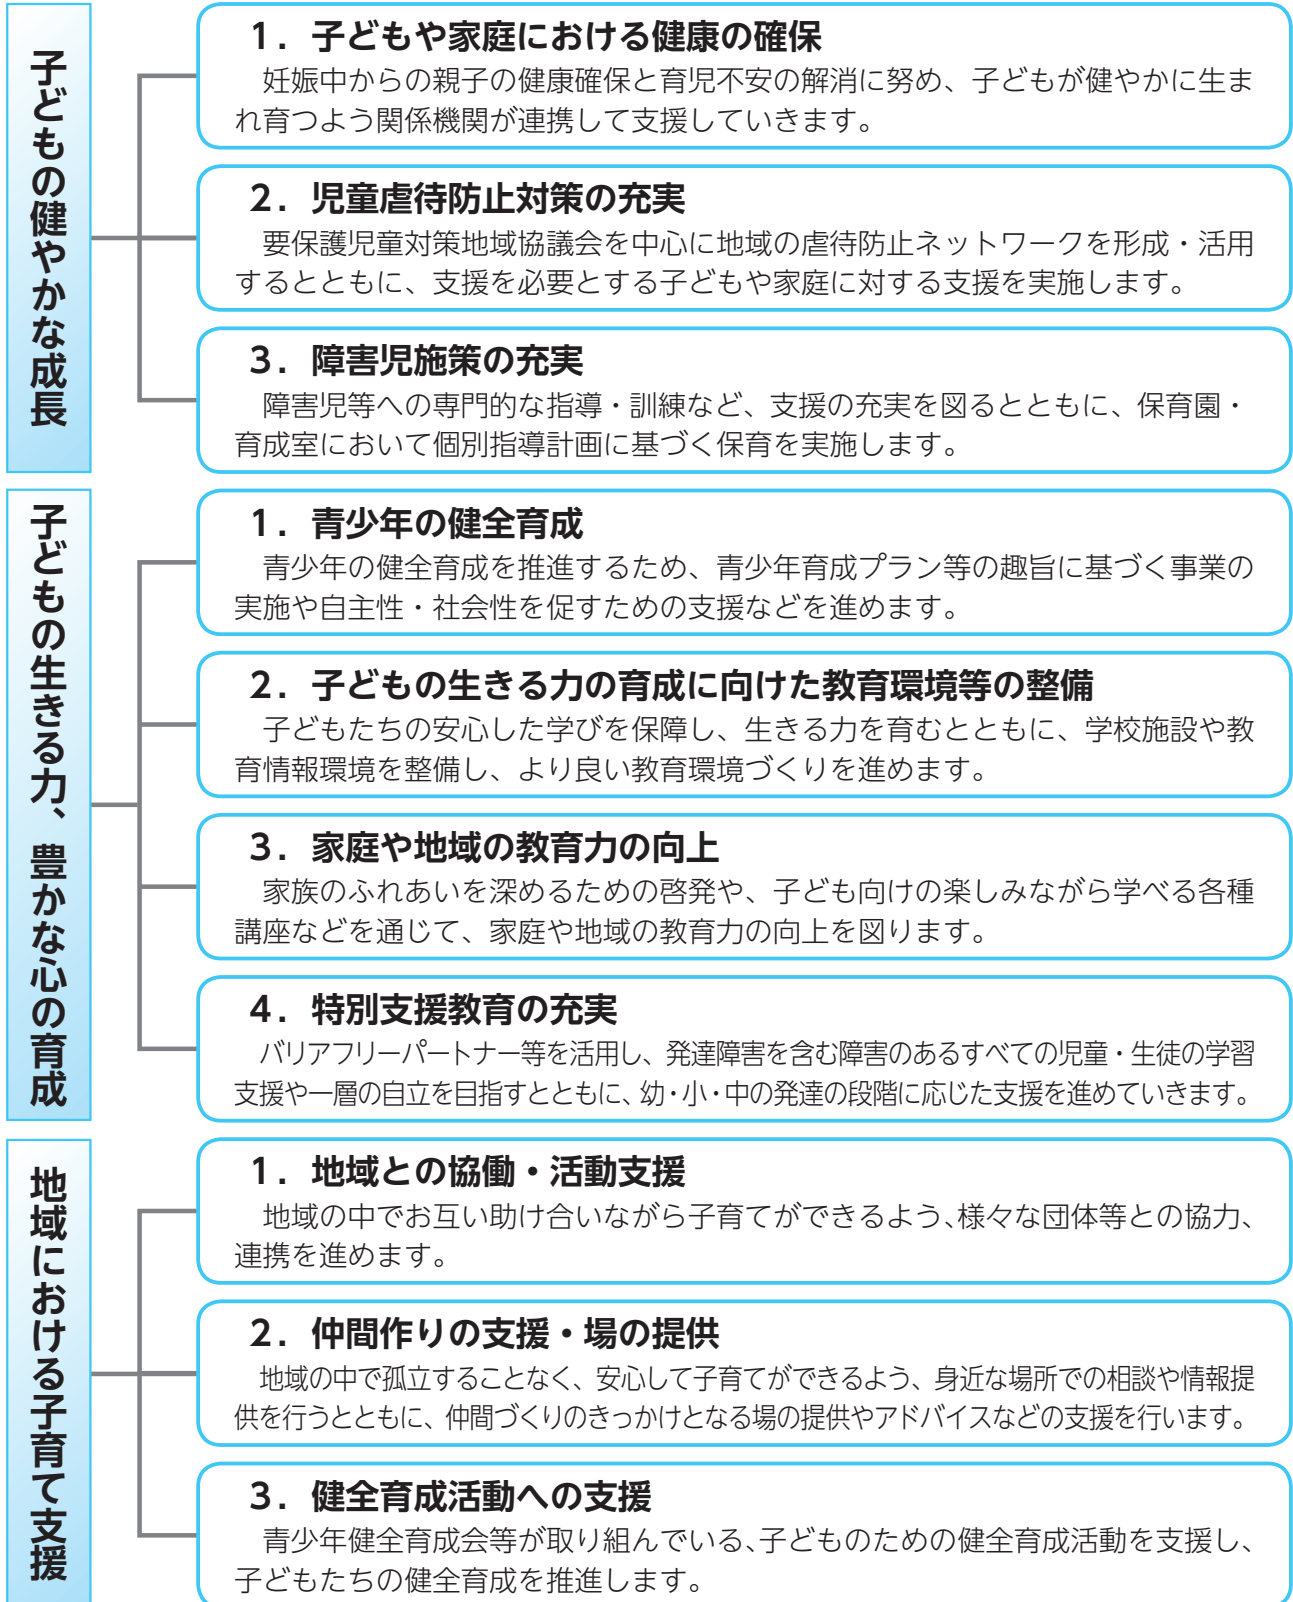 子どもの健やかな成長
1．子どもや家庭における健康の確保
妊娠中からの親子の健康確保と育児不安の解消に努め、子どもが健やかに生ま
れ育つよう関係機関が連携して支援していきます。
2．児童虐待防止対策の充実
要保護児童対策地域協議会を中心に地域の虐待防止ネットワークを形成・活用
するとともに、支援を必要とする子どもや家庭に対する支援を実施します。
3．障害児施策の充実
障害児等への専門的な指導・訓練など、支援の充実を図るとともに、保育園・
育成室において個別指導計画に基づく保育を実施します。
子どもの生きる力、豊かな心の育成
1．青少年の健全育成
青少年の健全育成を推進するため、青少年育成プラン等の趣旨に基づく事業の
実施や自主性・社会性を促すための支援などを進めます。
2．子どもの生きる力の育成に向けた教育環境等の整備
子どもたちの安心した学びを保障し、生きる力を育むとともに、学校施設や教
育情報環境を整備し、より良い教育環境づくりを進めます。
3．家庭や地域の教育力の向上
家族のふれあいを深めるための啓発や、子ども向けの楽しみながら学べる各種
講座などを通じて、家庭や地域の教育力の向上を図ります。
4．特別支援教育の充実
バリアフリーパートナー等を活用し、発達障害を含む障害のあるすべての児童・生徒の学習
支援や一層の自立を目指すとともに、幼・小・中の発達の段階に応じた支援を進めていきます。
地域における子育て支援
1．地域との協働・活動支援
地域の中でお互い助け合いながら子育てができるよう、様々な団体等との協力、
連携を進めます。
2．仲間作りの支援・場の提供
地域の中で孤立することなく、安心して子育てができるよう、身近な場所での相談や情報提
供を行うとともに、仲間づくりのきっかけとなる場の提供やアドバイスなどの支援を行います。
3．健全育成活動への支援
青少年健全育成会等が取り組んでいる、子どものための健全育成活動を支援し、
子どもたちの健全育成を推進します。